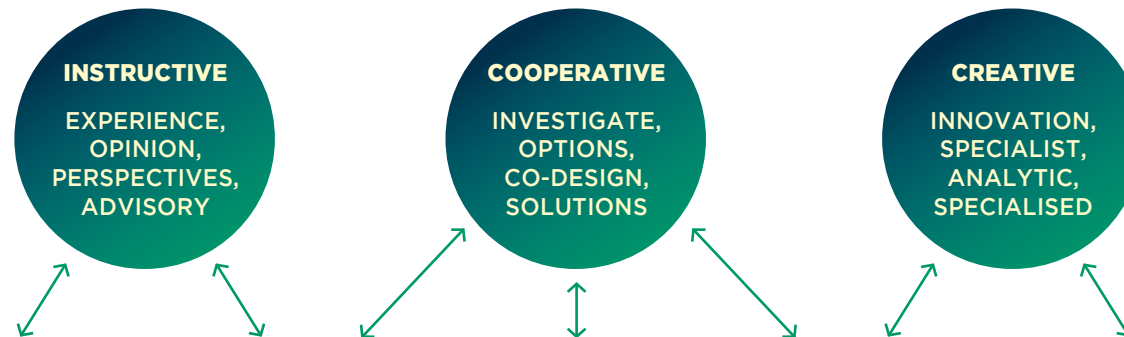 INSTRUCTIVE
EXPERIENCE,
OPINION,
PERSPECTIVES,
ADVISORY
COOPERATIVE
INVESTIGATE,
OPTIONS,
CO-DESIGN,
SOLUTIONS
CREATIVE
INNOVATION,
SPECIALIST,
ANALYTIC,
SPECIALISED